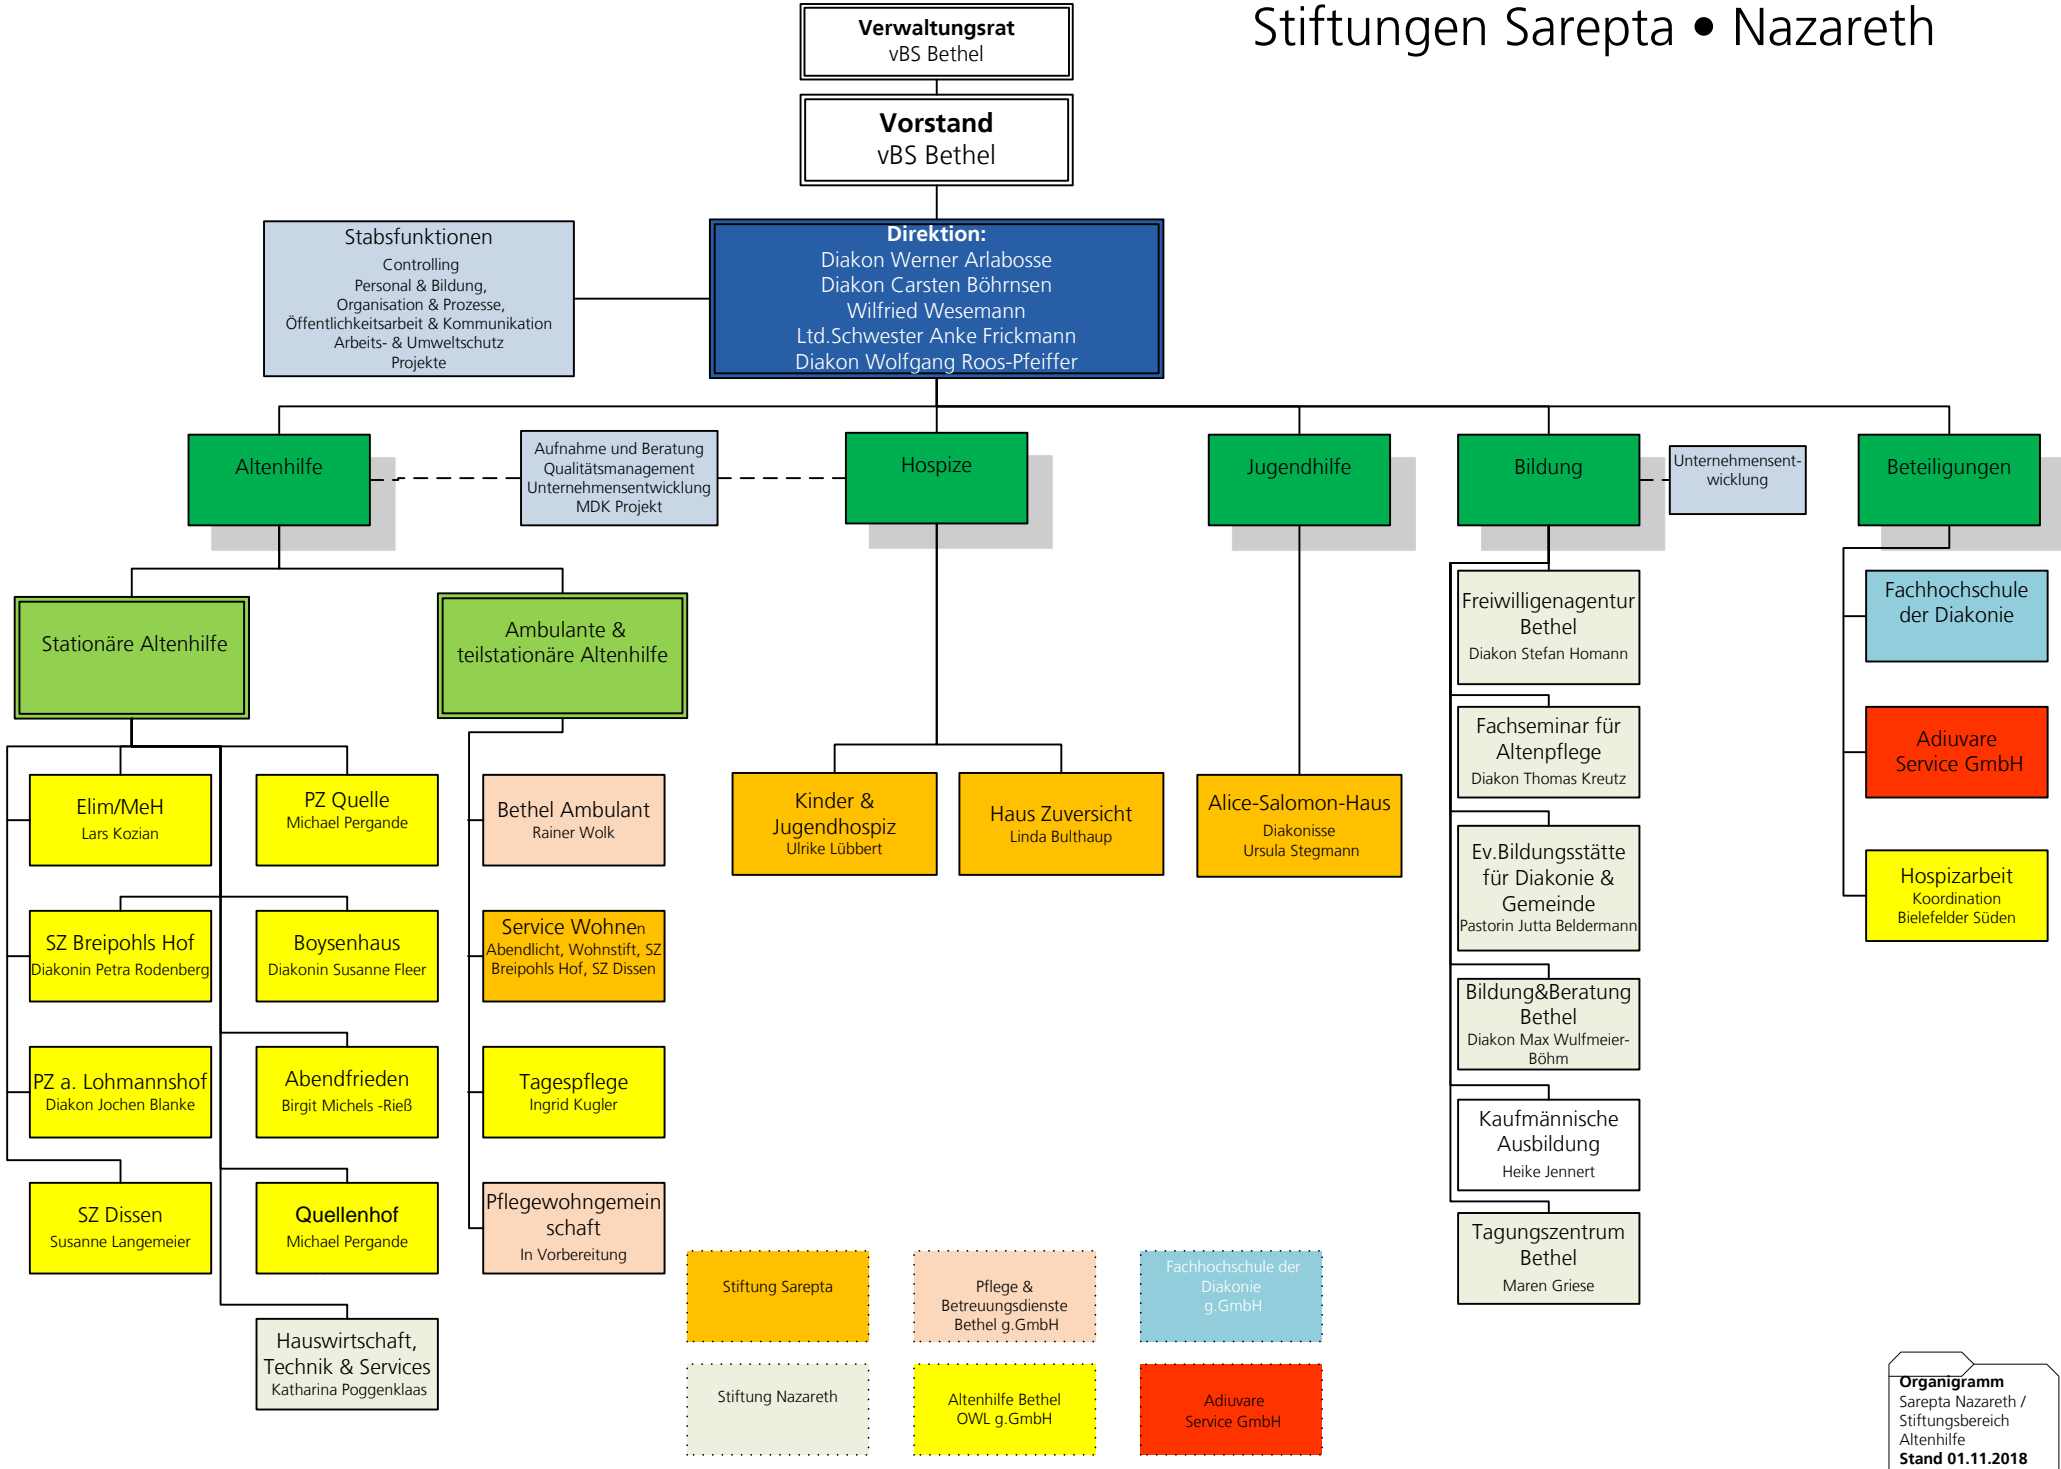 Stiftungen Sarepta • Nazareth
Verwaltungsrat
vBS Bethel
Vorstand
vBS Bethel
Stabsfunktionen
Controlling
Personal & Bildung,
Organisation & Prozesse,
Öffentlichkeitsarbeit & Kommunikation
Arbeits- & Umweltschutz
Projekte
Direktion:
Diakon Werner Arlabosse
Diakon Carsten Böhrnsen
Wilfried Wesemann
Ltd.Schwester Anke Frickmann
Diakon Wolfgang Roos-Pfeiffer
Altenhilfe
Aufnahme und Beratung
Qualitätsmanagement
Unternehmensentwicklung
MDK Projekt
Hospize
Jugendhilfe
Bildung
Unternehmensent-
wicklung
Beteiligungen
Stationäre Altenhilfe
Ambulante &
teilstationäre Altenhilfe
Elim/MeH
Lars Kozian
PZ Quelle
Michael Pergande
SZ Breipohls Hof
Diakonin Petra Rodenberg
Boysenhaus
Diakonin Susanne Fleer
PZ a. Lohmannshof
Diakon Jochen Blanke
Abendfrieden
Birgit Michels -Rieß
SZ Dissen
Susanne Langemeier
Quellenhof
Michael Pergande
Hauswirtschaft,
Technik & Services
Katharina Poggenklaas
Bethel Ambulant
Rainer Wolk
Service Wohnen
Abendlicht, Wohnstift, SZ
Breipohls Hof, SZ Dissen
Tagespflege
Ingrid Kugler
Pflegewohngemein
schaft
In Vorbereitung
Kinder &
Jugendhospiz
Ulrike Lübbert
Haus Zuversicht
Linda Bulthaup
Alice-Salomon-Haus
Diakonisse
Ursula Stegmann
Freiwilligenagentur
Bethel
Diakon Stefan Homann
Fachseminar für
Altenpflege
Diakon Thomas Kreutz
Ev.Bildungsstätte
für Diakonie &
Gemeinde
Pastorin Jutta Beldermann
Bildung&Beratung
Bethel
Diakon Max Wulfmeier-
Böhm
Kaufmännische
Ausbildung
Heike Jennert
Tagungszentrum
Bethel
Maren Griese
Fachhochschule
der Diakonie
Adiuvare
Service GmbH
Hospizarbeit
Koordination
Bielefelder Süden
Stiftung Sarepta
Pflege &
Betreuungsdienste
Bethel g.GmbH
Fachhochschule der
Diakonie
g.GmbH
Stiftung Nazareth
Altenhilfe Bethel
OWL g.GmbH
Adiuvare
Service GmbH
Organigramm
Sarepta Nazareth /
Stiftungsbereich
Altenhilfe
Stand 01.11.2018